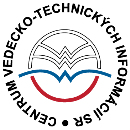 CENTRUM VEDECKO-TECHNICKÝCH INFORMÁCIÍ SR •